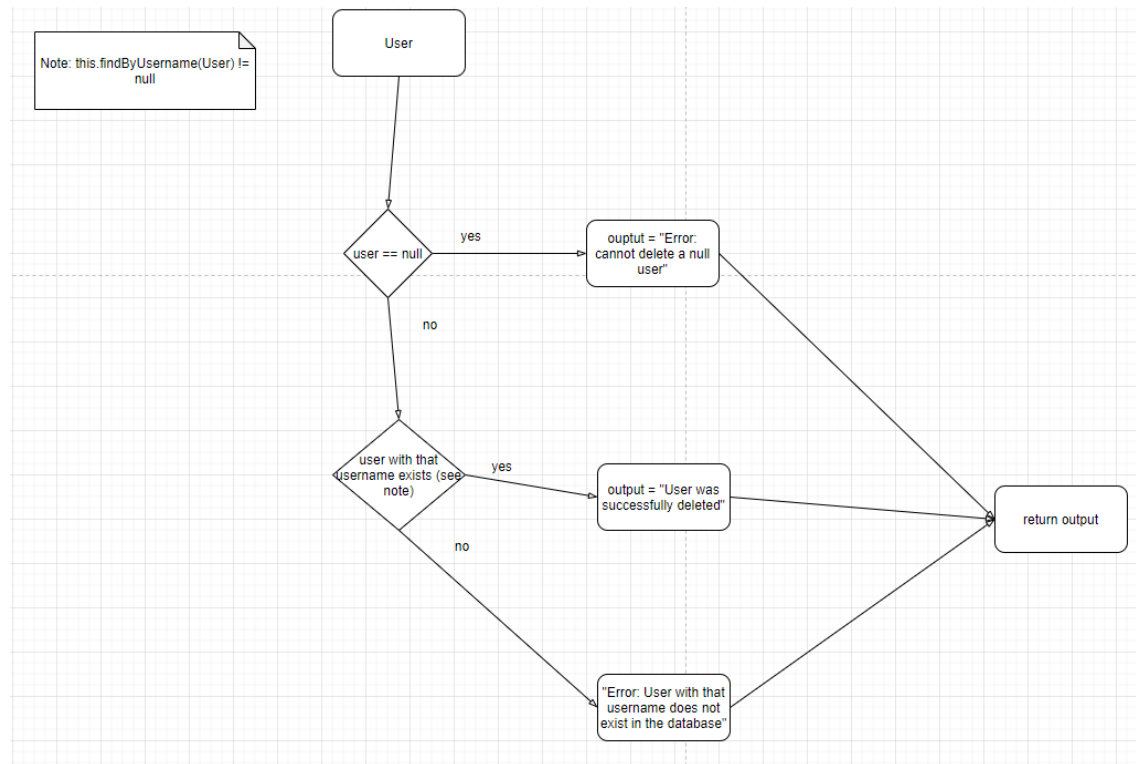 Note: this.findByUsername(User) !=
null
User
user == null
yes
ouptut = "Error:
cannot delete a null
user"
no
user with that
username exists (see
note)
yes
output = "User was
successfully deleted"
return output
no
"Error: User with that
username does not
exist in the database"